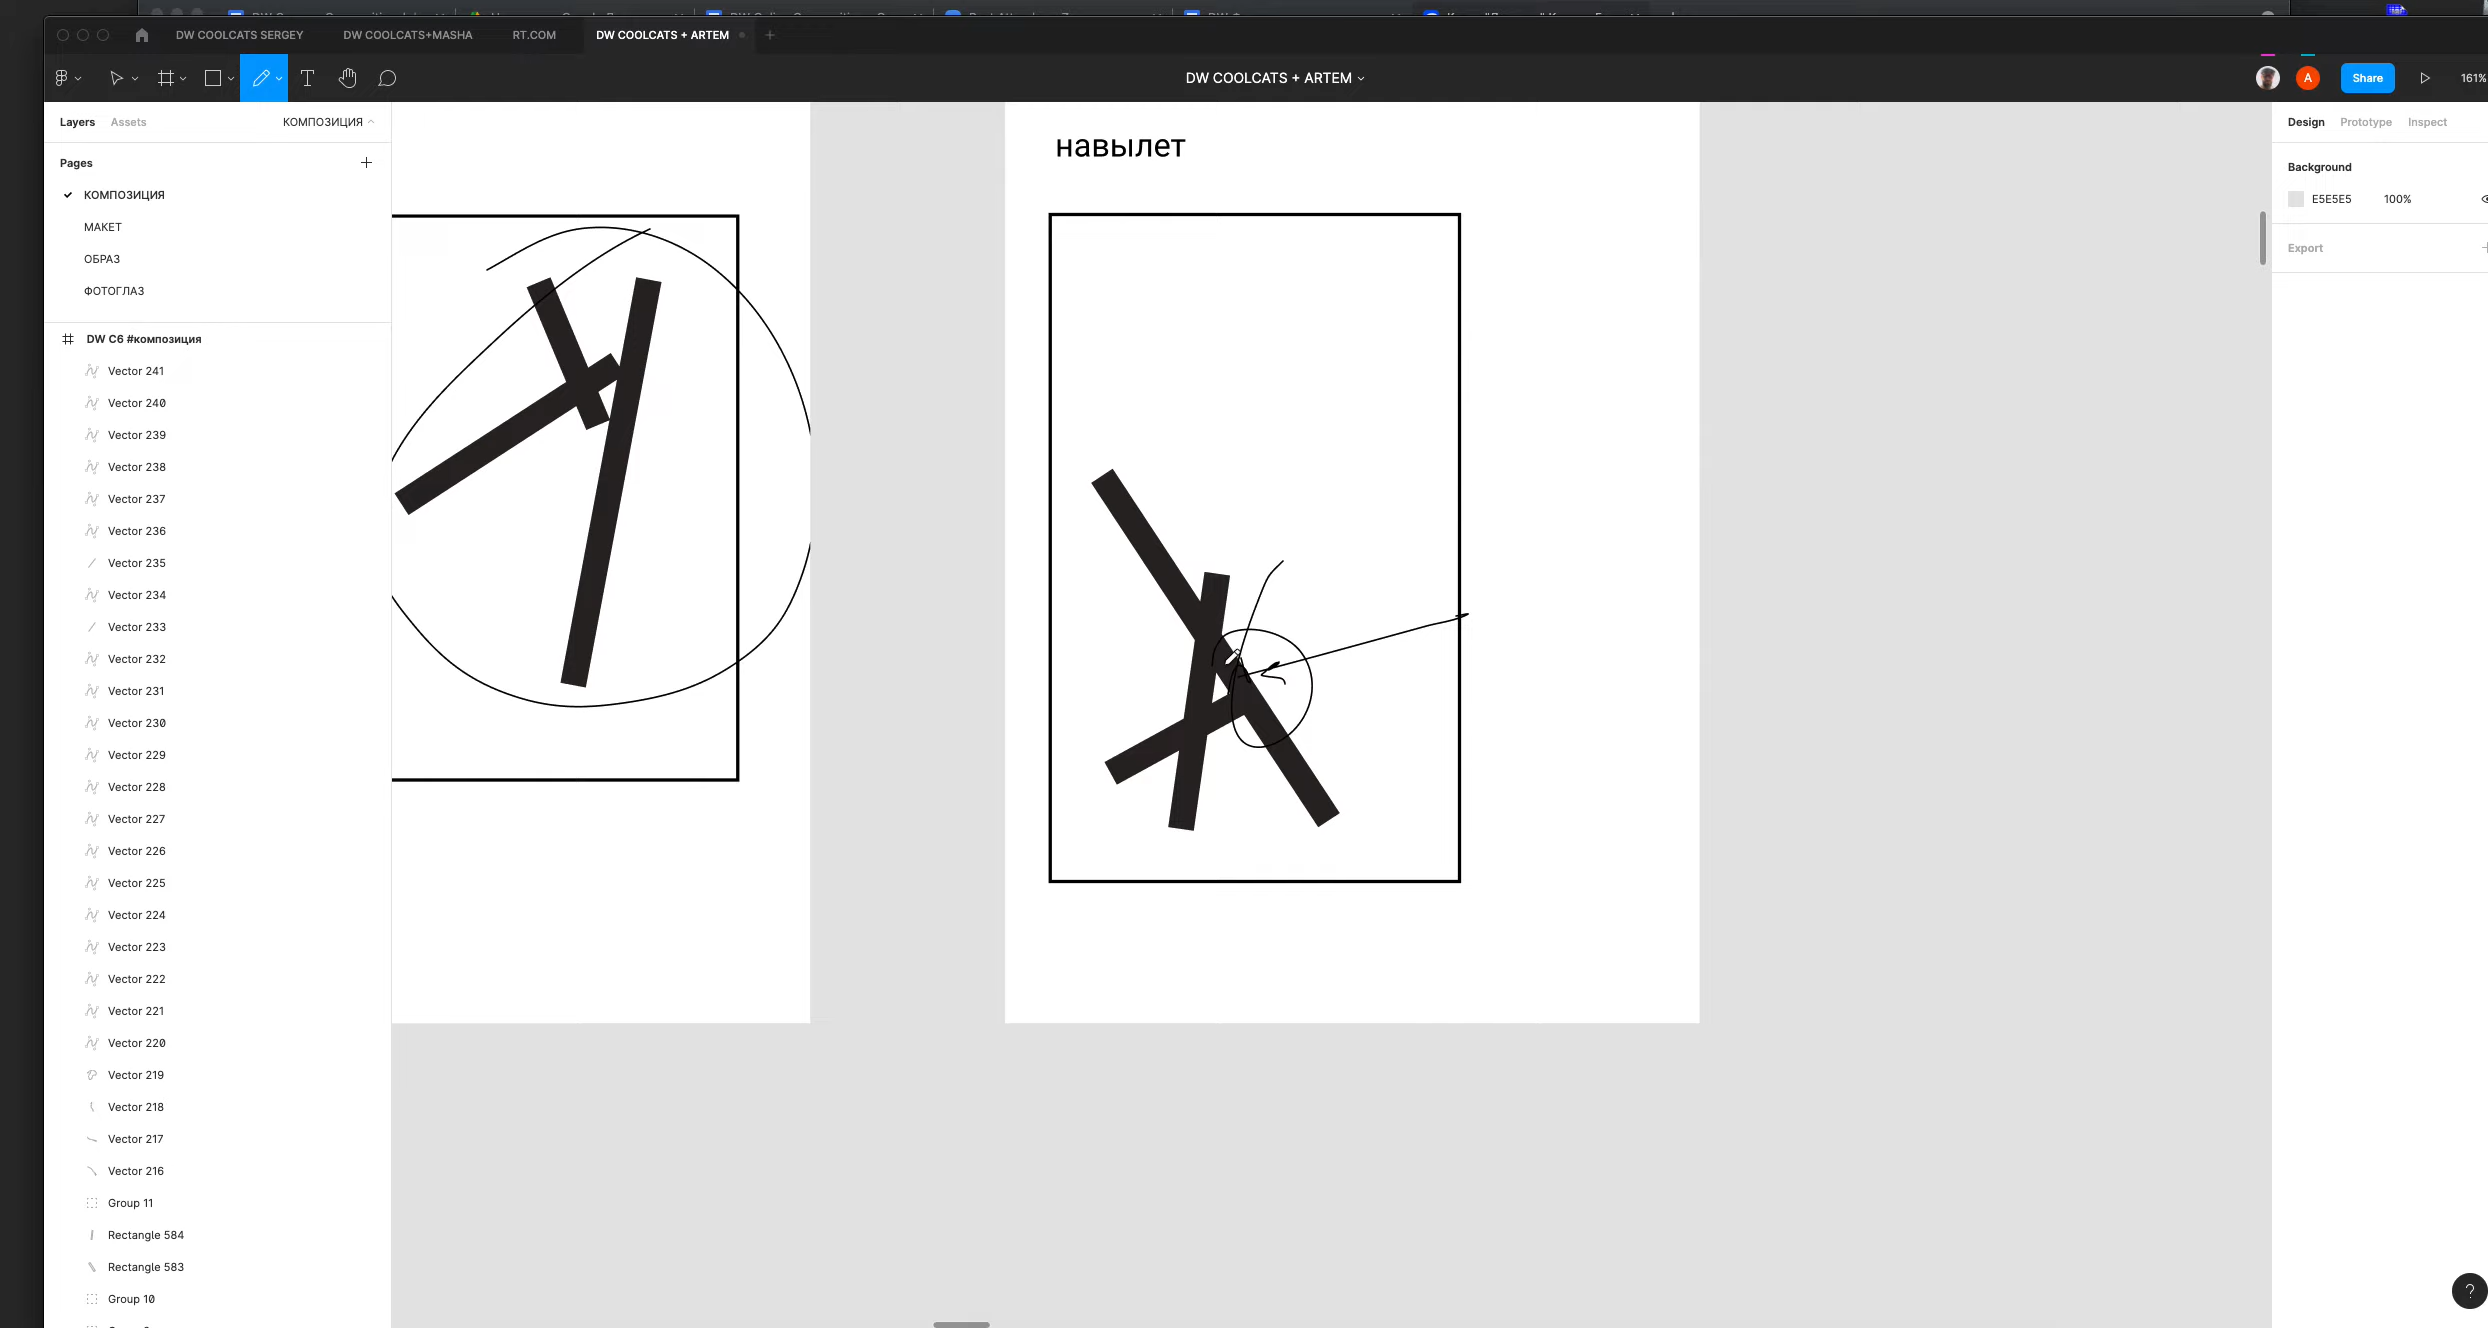 DW COOLCATS SERGEY
DW COOLCATS+MASHA
RT.COM
DW COOLCATS + ARTEM
DW COOLCATS + ARTEM
A
Share
161%
Layers
Assets
КОМПОЗИЦИЯ
Pages
КОМПОЗИЦИЯ
МАКЕТ
ОБРАЗ
ФОТОГЛАЗ
DW C6 #композиция
Vector 241
Vector 240
Vector 239
Vector 238
Vector 237
Vector 236
Vector 235
Vector 234
Vector 233
Vector 232
Vector 231
Vector 230
Vector 229
Vector 228
Vector 227
Vector 226
Vector 225
Vector 224
Vector 223
Vector 222
Vector 221
Vector 220
Vector 219
Vector 218
Vector 217
Vector 216
Group 11
Rectangle 584
Rectangle 583
Group 10
навылет
Design
Prototype
Inspect
Background
E5E5E5
100%
Export
?